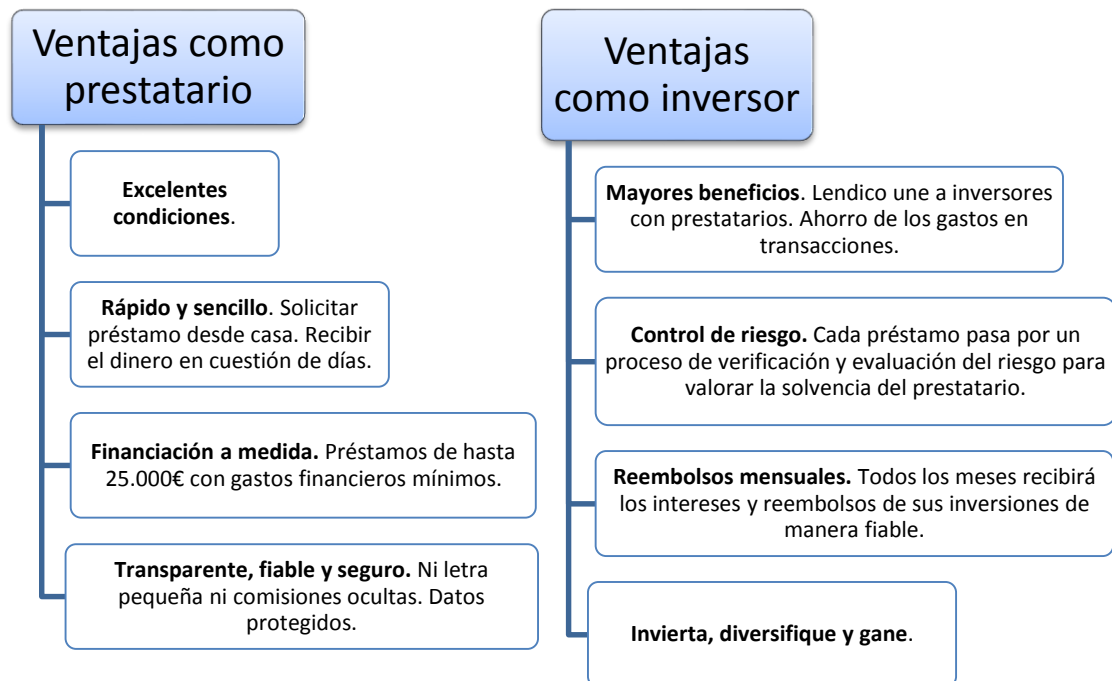 Ventajas como
prestatario
Excelentes
condiciones.
Rápido y sencillo. Solicitar
préstamo desde casa. Recibir
el dinero en cuestión de días.
Financiación a medida. Préstamos de hasta
25.000€ con gastos financieros mínimos.
Transparente, fiable y seguro. Ni letra
pequeña ni comisiones ocultas. Datos
protegidos.
Ventajas
como inversor
Mayores beneficios. Lendico une a inversores
con prestatarios. Ahorro de los gastos en
transacciones.
Control de riesgo. Cada préstamo pasa por un
proceso de verificación y evaluación del riesgo para
valorar la solvencia del prestatario.
Reembolsos mensuales. Todos los meses recibirá
los intereses y reembolsos de sus inversiones de
manera fiable.
Invierta, diversifique y gane.